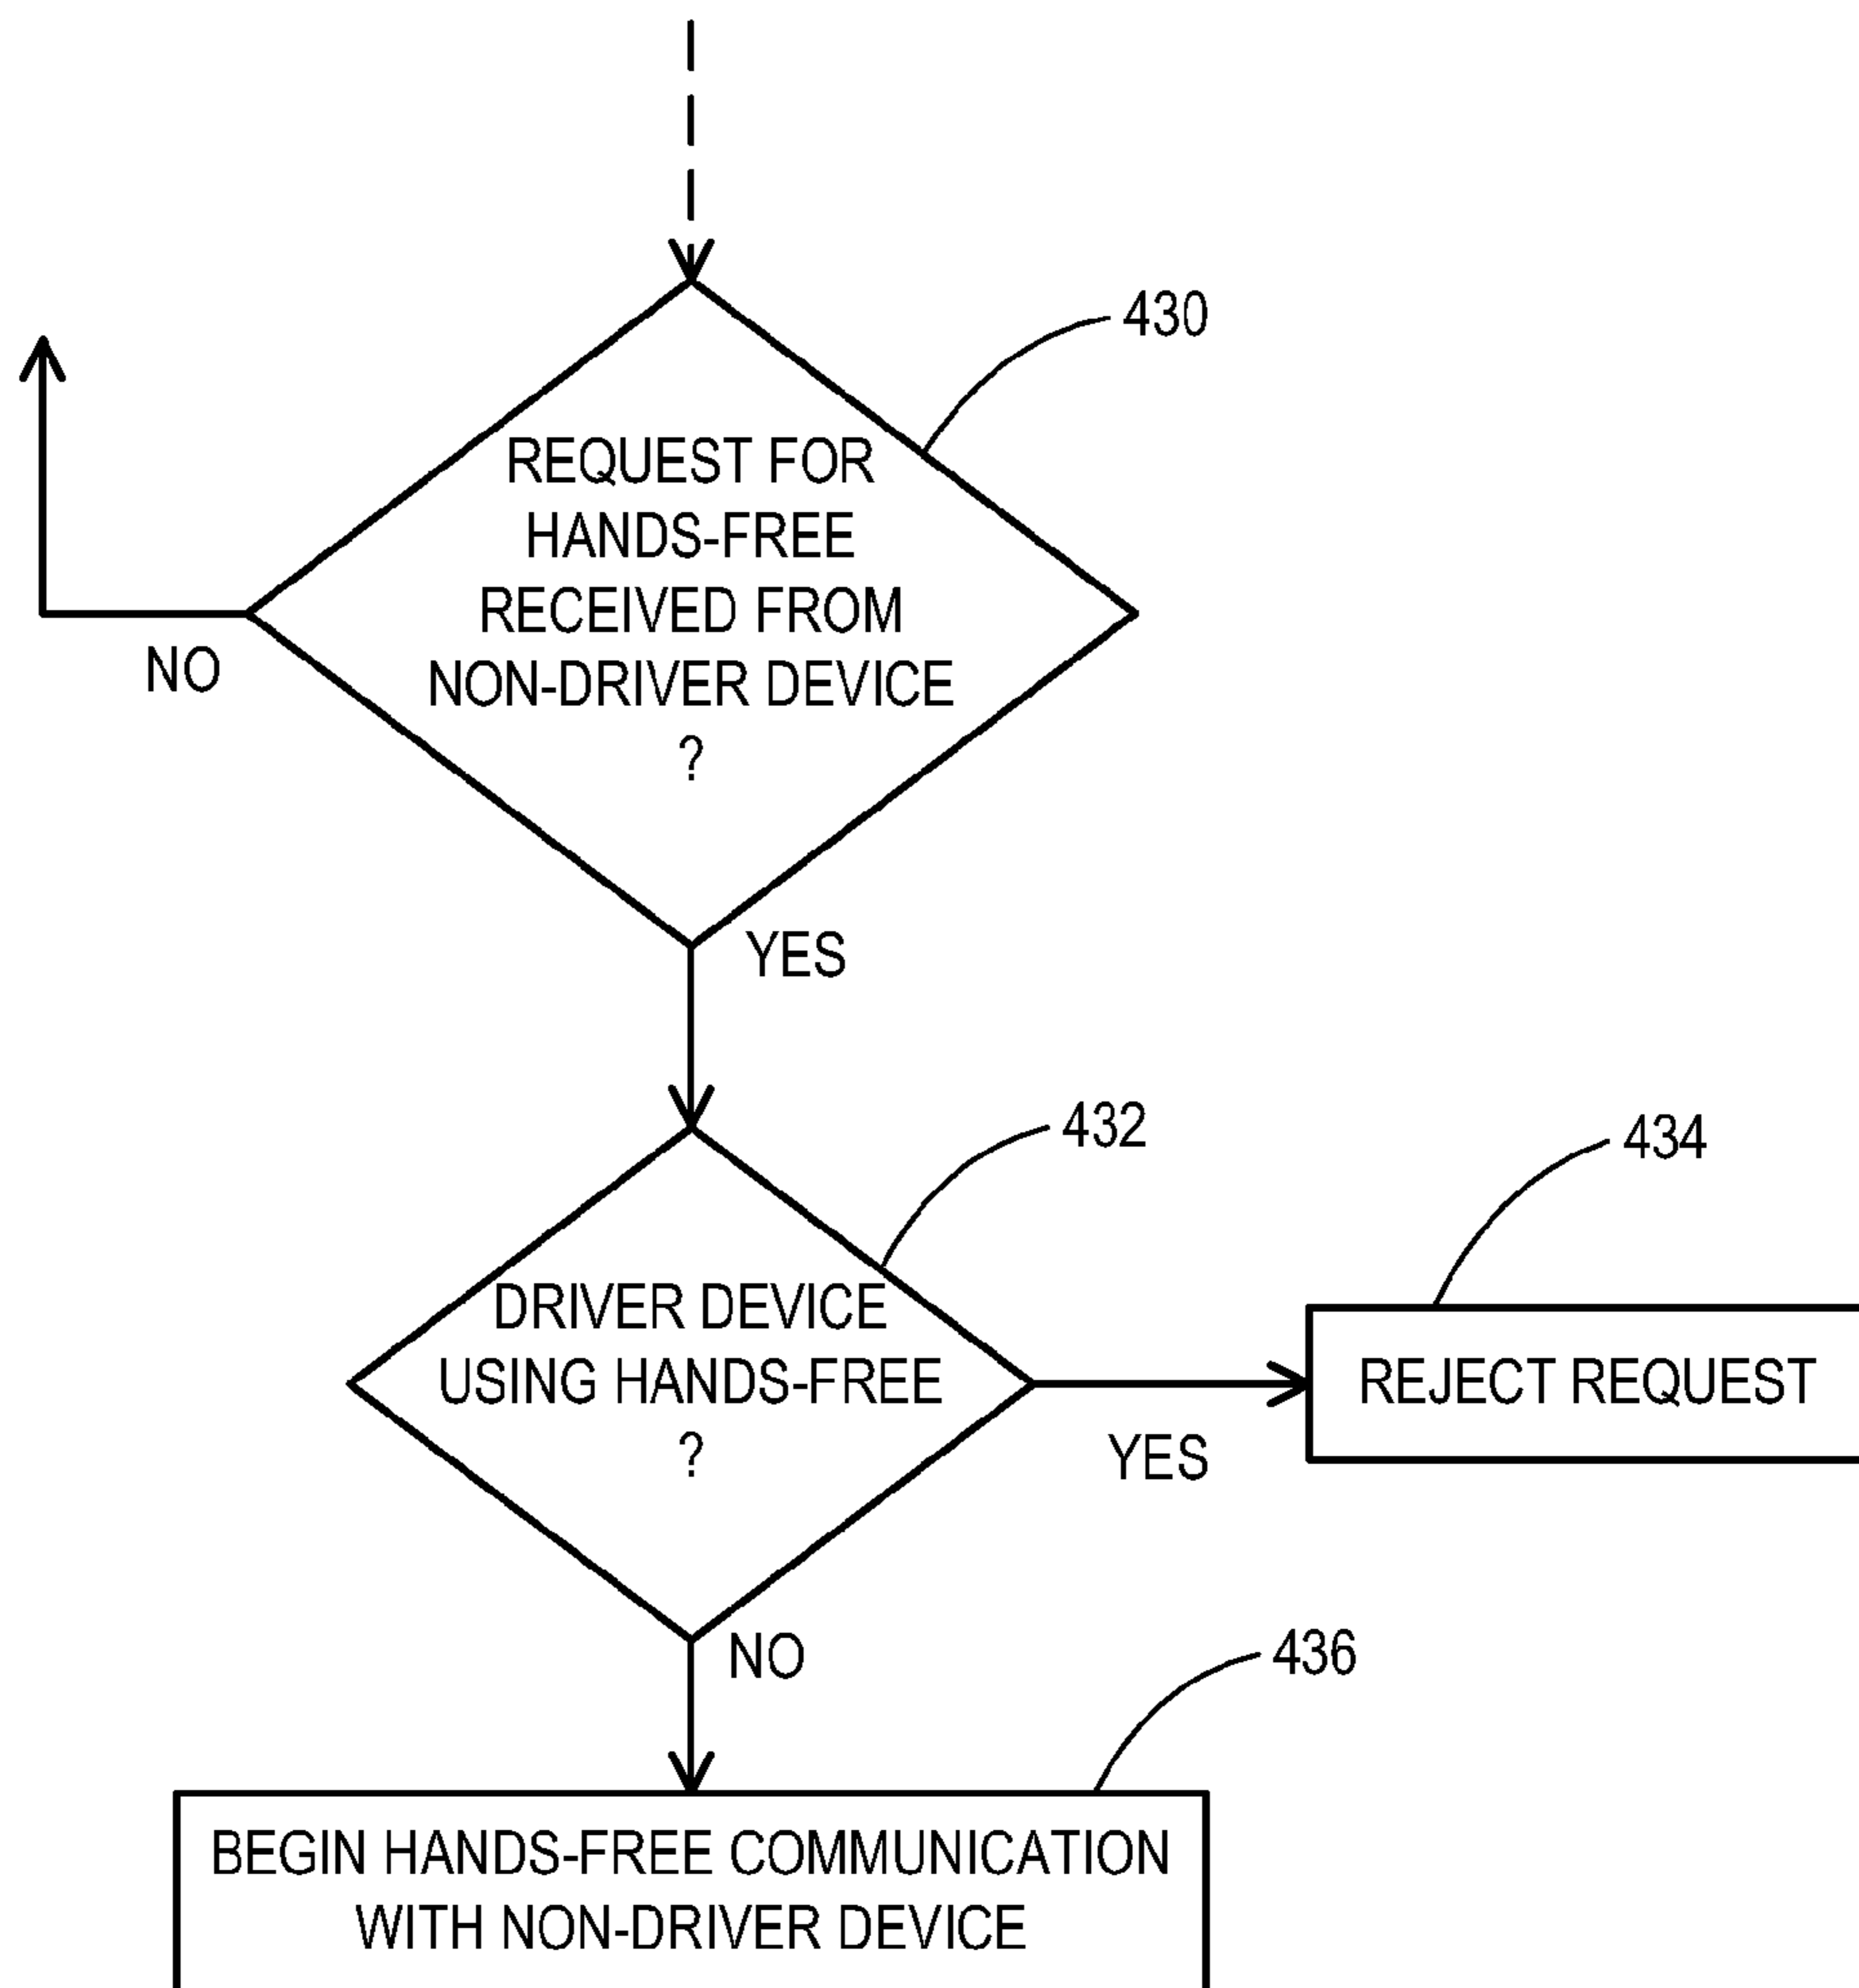 430
REQUEST FOR
HANDS-FREE
RECEIVED FROM
NON-DRIVER DEVICE
?
NO
YES
432
434
DRIVER DEVICE
USING HANDS-FREE
?
REJECT REQUEST
YES
NO
436
BEGIN HANDS-FREE COMMUNICATION
WITH NON-DRIVER DEVICE